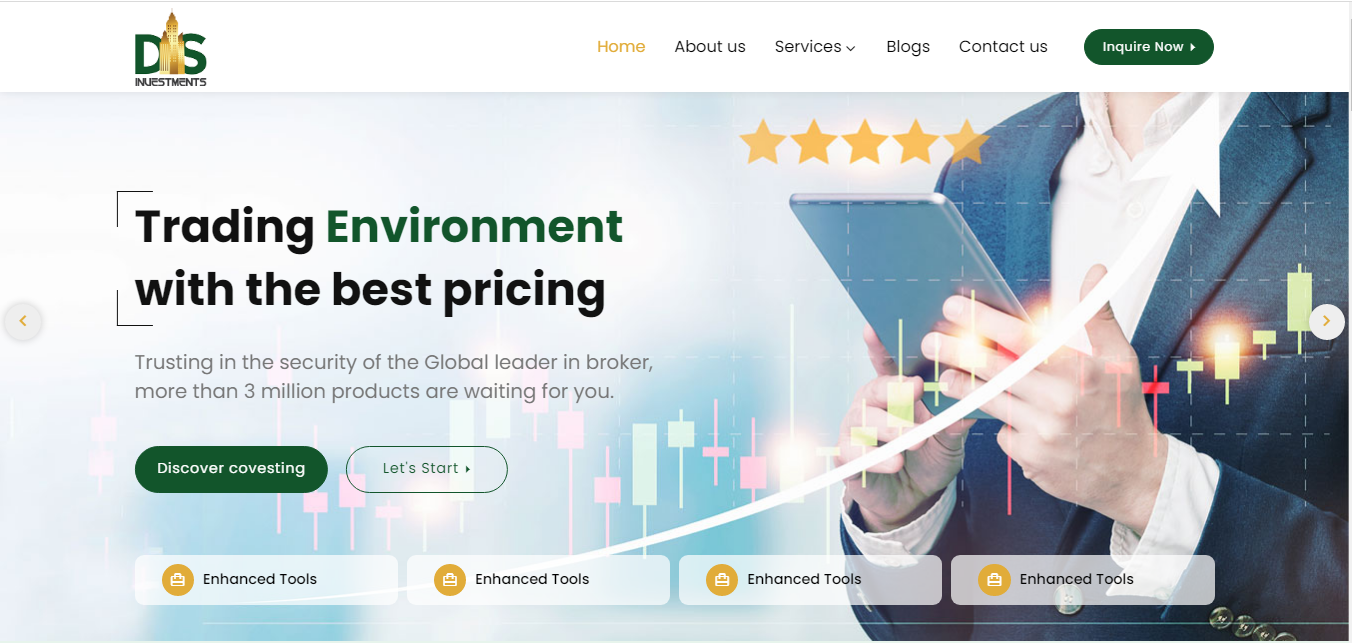 DIS
INVESTMENTS
Home
About us
Services
Blogs
Contact us
Inquire Now
Trading Environment
with the best pricing
Trusting in the security of the Global leader in broker,
more than 3 million products are waiting for you.
Discover covesting
Let's Start
Enhanced Tools
Enhanced Tools
Enhanced Tools
Enhanced Tools